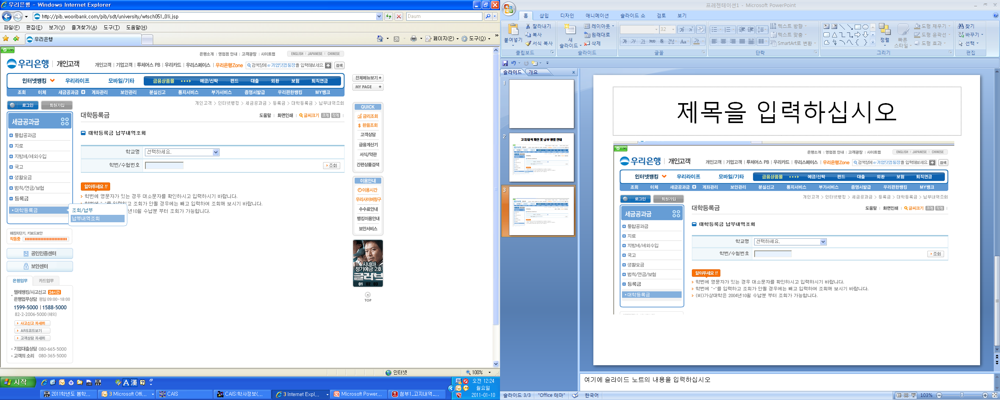 우리은행 - Windows Internet Explorer
http://pib.wooribank.com/pib/sdt/university/wtsch051_01i.jsp
Daum
파일(F) 편집(E) 보기(V) 즐겨찾기(A) 도구(T) 도움말(H)
우리은행
페이지(P) 도구(O)
은행소개 영업점 안내 고객광장 사이트맵 ENGLISH JAPANESE CHINESE
우리은행 개인고객 개인고객 기업고객 투체어스 PB 우리카드 우리스페이스 우리은행Zone 검색창에 e-기업닷컴통장을 입력해보세요. 검색
인터넷뱅킹 우리라이프 모바일/기타 금융상품몰 예금/신탁 펀드 대출 외환 보험 퇴직연금
전체메뉴보기 +
MY PAGE +
조회 이체 세금공과금 계좌관리 보안관리 분실신고 통지서비스 부가서비스 증명서발급 우리편한뱅킹 MY뱅크
로그인 회원가입
개인고객 > 인터넷뱅킹 > 세금공과금 > 등록금 > 대학등록금 > 납부내역조회
세금공과금
통합공과금
지로
지방세/세외수입
국고
생활요금
범칙/연금/보험
등록금
대학등록금
조회/납부
납부내역조회
대학등록금 도움말 화면인쇄 글씨크기 크게 작게
대학등록금 납부내역조회
학교명 선택하세요.
학번/수험번호 조회
알아두세요 !!
학번에 영문자가 있는 경우 대소문자를 확인하시고 입력하시기 바랍니다.
학번에 "-"를 입력하고 조회가 안될 경우에는 빼고 입력하여 조회해 보시기 바랍니다.
년10월 수납분 부터 조회가 가능합니다.
QUICK
금리조회
환율조회
고객상담
금융계산기
서식/약관
간편상품검색
이용안내
이용시간
우리사이버창구
수수료안내
뱅킹이용안내
보안서비스
시네마
정기예금 2호
글러브
01 02 03
TOP
해킹차단기, 키보드보안
작동중
공인인증센터
보안센터
은행업무 카드업무
텔레뱅킹/사고신고 24시간
은행업무상담 평일 09:00~18:00
1599-5000 | 1588-5000
82-2-2006-5000 (해외)
사고신고 자세히
ARS코드보기
고객상담 자세히
기업대출상담 080-665-5000
고객의 소리 080-365-5000
인터넷 100%
시작 A 漢
오전 12:24
월요일
2011-01-10
2011학년도 봄학... 3 Microsoft Offi... CAIS CAIS:학사정보(... 3 Internet Expl... Microsoft Power... 첨부1_고지내역_...
프레젠테이션1 - Microsoft PowerPoint
홈 삽입 디자인 애니메이션 슬라이드 쇼 검토 보기
붙여넣기 잘라내기 복사 서식 복사 클립보드
새 슬라이드 레이아웃 원래대로 삭제 슬라이드
32 가 가 가 가 가 가 S 가 Aa 가 글꼴
텍스트 방향 텍스트 맞춤 SmartArt로 변환 단락
정렬 빠른 스타일 도형 채우기 도형 윤곽선 도형 효과 그리기
찾기 바꾸기 선택 편집
슬라이드 개요
1
2
고지내역 확인 및 납부 방법 안내
3
제목을 입력하십시오
은행소개 영업점 안내 고객광장 사이트맵 ENGLISH JAPANESE CHINESE
우리은행 개인고객 개인고객 기업고객 투체어스 PB 우리카드 우리스페이스 우리은행Zone 검색창에 e-기업닷컴통장을 입력해보세요. 검색
인터넷뱅킹 우리라이프 모바일/기타 금융상품몰 예금/신탁 펀드 대출 외환 보험 퇴직연금
조회 이체 세금공과금 계좌관리 보안관리 분실신고 통지서비스 부가서비스 증명서발급 우리편한뱅킹 MY뱅크
로그인 회원가입
개인고객 > 인터넷뱅킹 > 세금공과금 > 등록금 > 대학등록금 > 납부내역조회
세금공과금
통합공과금
지로
지방세/세외수입
국고
생활요금
범칙/연금/보험
등록금
대학등록금
대학등록금 도움말 화면인쇄 글씨크기 크게 작게
대학등록금 납부내역조회
학교명 선택하세요.
학번/수험번호 조회
알아두세요 !!
학번에 영문자가 있는 경우 대소문자를 확인하시고 입력하시기 바랍니다.
학번에 "-"를 입력하고 조회가 안될 경우에는 빼고 입력하여 조회해 보시기 바랍니다.
(비)가상대학은 2004년10월 수납분 부터 조회가 가능합니다.
여기에 슬라이드 노트의 내용을 입력하십시오
슬라이드 3/3 "Office 테마" 한국어 103%